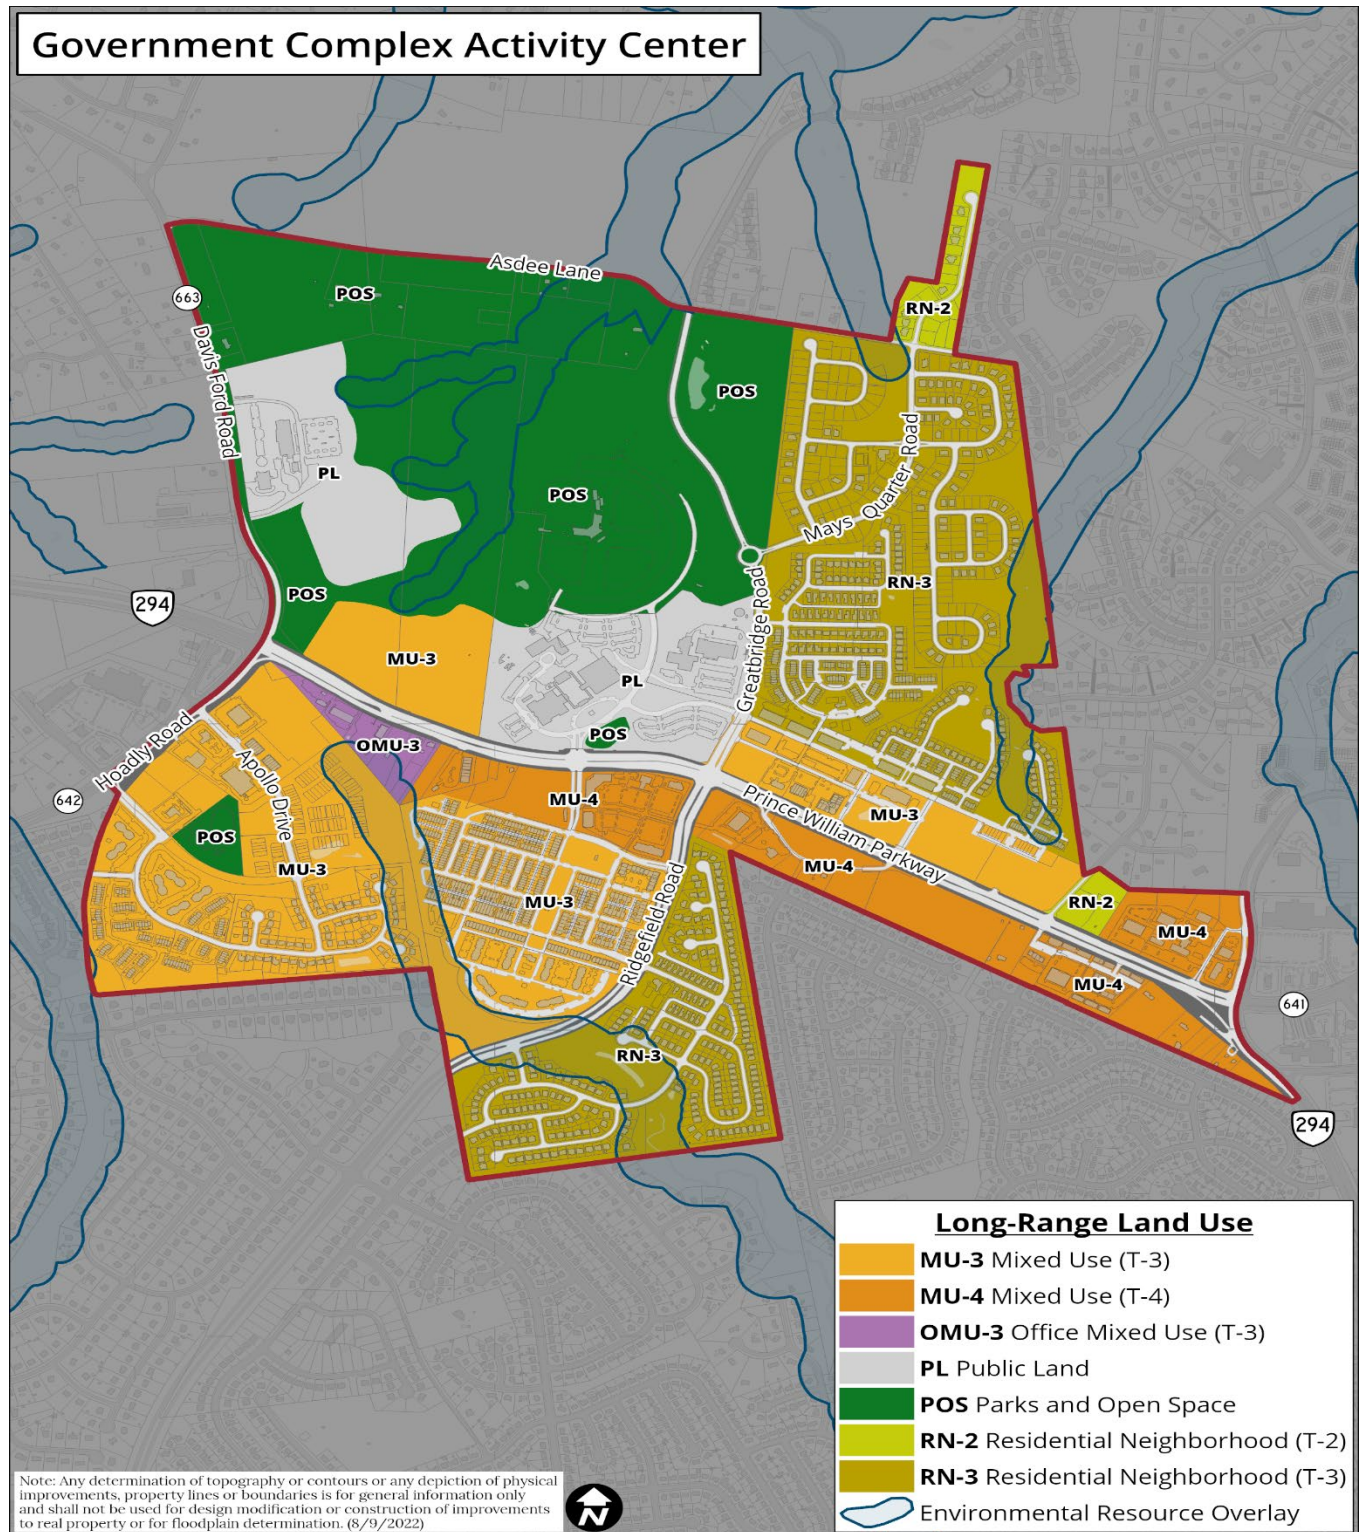 Government Complex Activity Center
Asdee Lane
663
POS
RN-2
Davis Ford Road
POS
Mays Quarter Road
PL
POS
RN-3
POS
294
Greatbridge Road
MU-3
PL
Hoadly Road
POS
OMU-3
Apollo Drive
642
MU-4
Prince William Parkway
MU-3
POS
MU-4
MU-3
Ridgefield Road
MU-3
RN-2
MU-4
MU-4
641
RN-3
294
Long-Range Land Use
MU-3 Mixed Use (T-3)
MU-4 Mixed Use (T-4)
OMU-3 Office Mixed Use (T-3)
PL Public Land
POS Parks and Open Space
RN-2 Residential Neighborhood (T-2)
RN-3 Residential Neighborhood (T-3)
Environmental Resource Overlay
Note: Any determination of topography or contours or any depiction of physical
improvements, property lines or boundaries is for general information only
and shall not be used for design modification or construction of improvements
to real property or for floodplain determination. (8/9/2022)
N